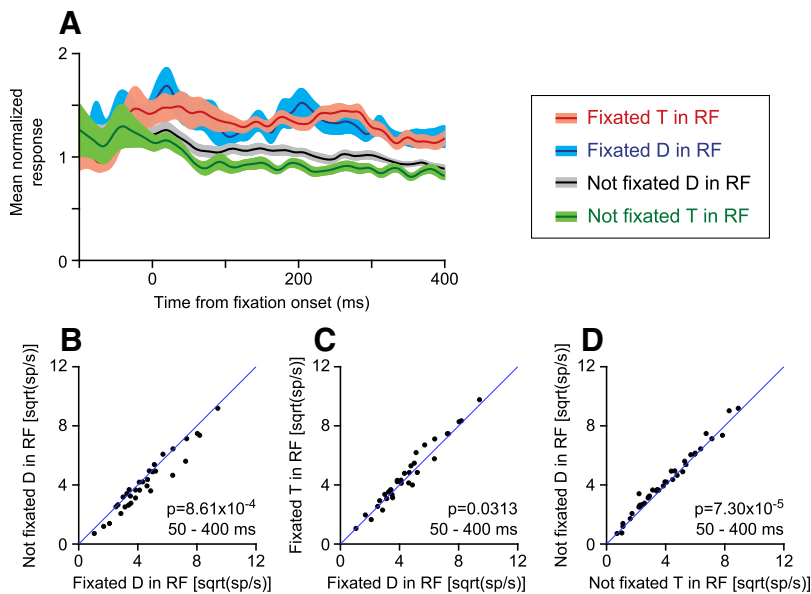 A
Mean normalized
response
2
1
0
0
200
400
Time from fixation onset (ms)
Fixated T in RF
Fixated D in RF
Not fixated D in RF
Not fixated T in RF
B
Not fixated D in RF [sqrt(sp/s)]
12
8
4
0
0
4
8
12
p=8.61x10-4
50 - 400 ms
Fixated D in RF [sqrt(sp/s)]
C
Fixated T in RF [sqrt(sp/s)]
12
8
4
0
0
4
8
12
p=0.0313
50 - 400 ms
Fixated D in RF [sqrt(sp/s)]
D
Not fixated D in RF [sqrt(sp/s)]
12
8
4
0
0
4
8
12
p=7.30x10-5
50 - 400 ms
Not fixated T in RF [sqrt(sp/s)]